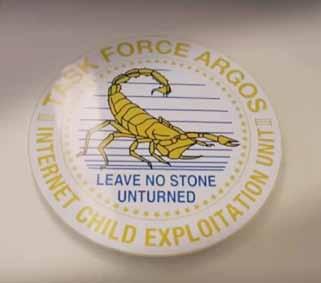 TASK FORCE ARGOS
LEAVE NO STONE
UNTURNED
INTERNET CHILD EXPLOITATION UNIT